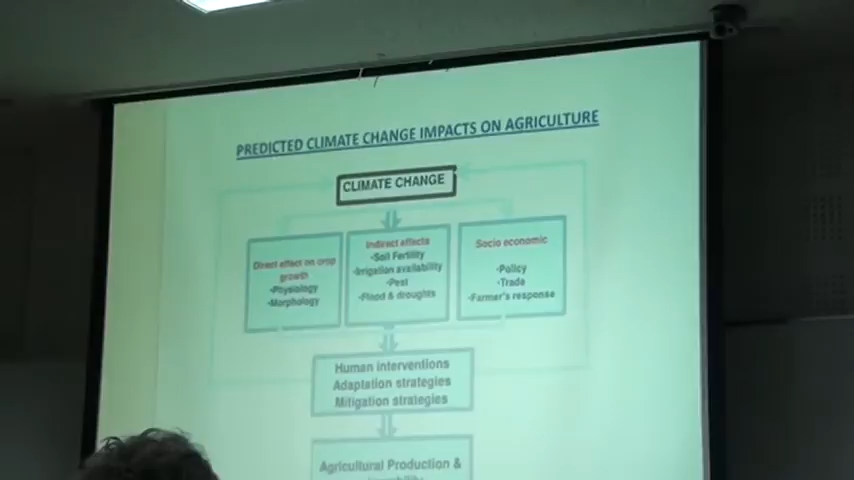 PREDICTED CLIMATE CHANGE IMPACTS ON AGRICULTURE
CLIMATE CHANGE
Direct effect on crop
growth
•Physiology
•Morphology
Indirect effects
•Soil Fertility
•Irrigation availability
•Pest
•Flood & droughts
Socio economic
•Policy
•Trade
•Farmer's response
Human interventions
Adaptation strategies
Mitigation strategies
Agricultural Production &